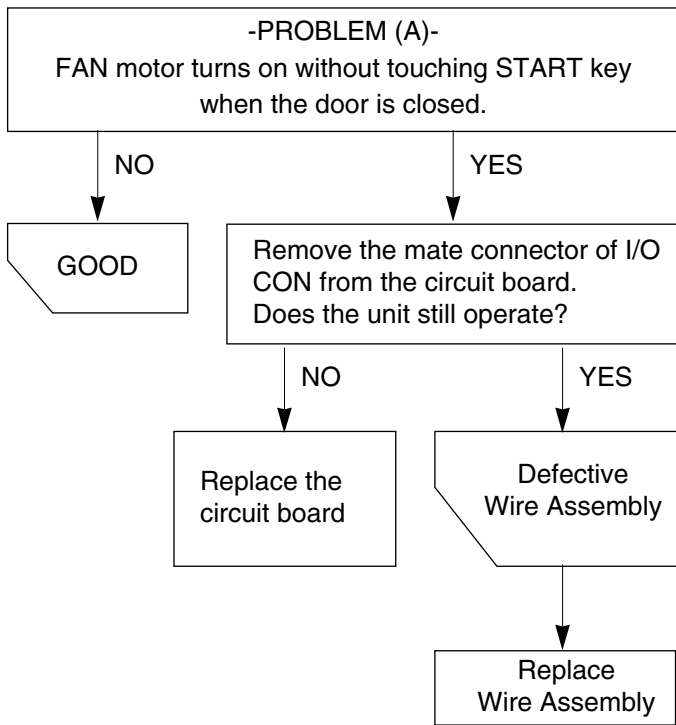 -PROBLEM (A)-
FAN motor turns on without touching START key
when the door is closed.
NO
YES
GOOD
Remove the mate connector of I/O
CON from the circuit board.
Does the unit still operate?
NO
YES
Replace the
circuit board
Defective
Wire Assembly
Replace
Wire Assembly